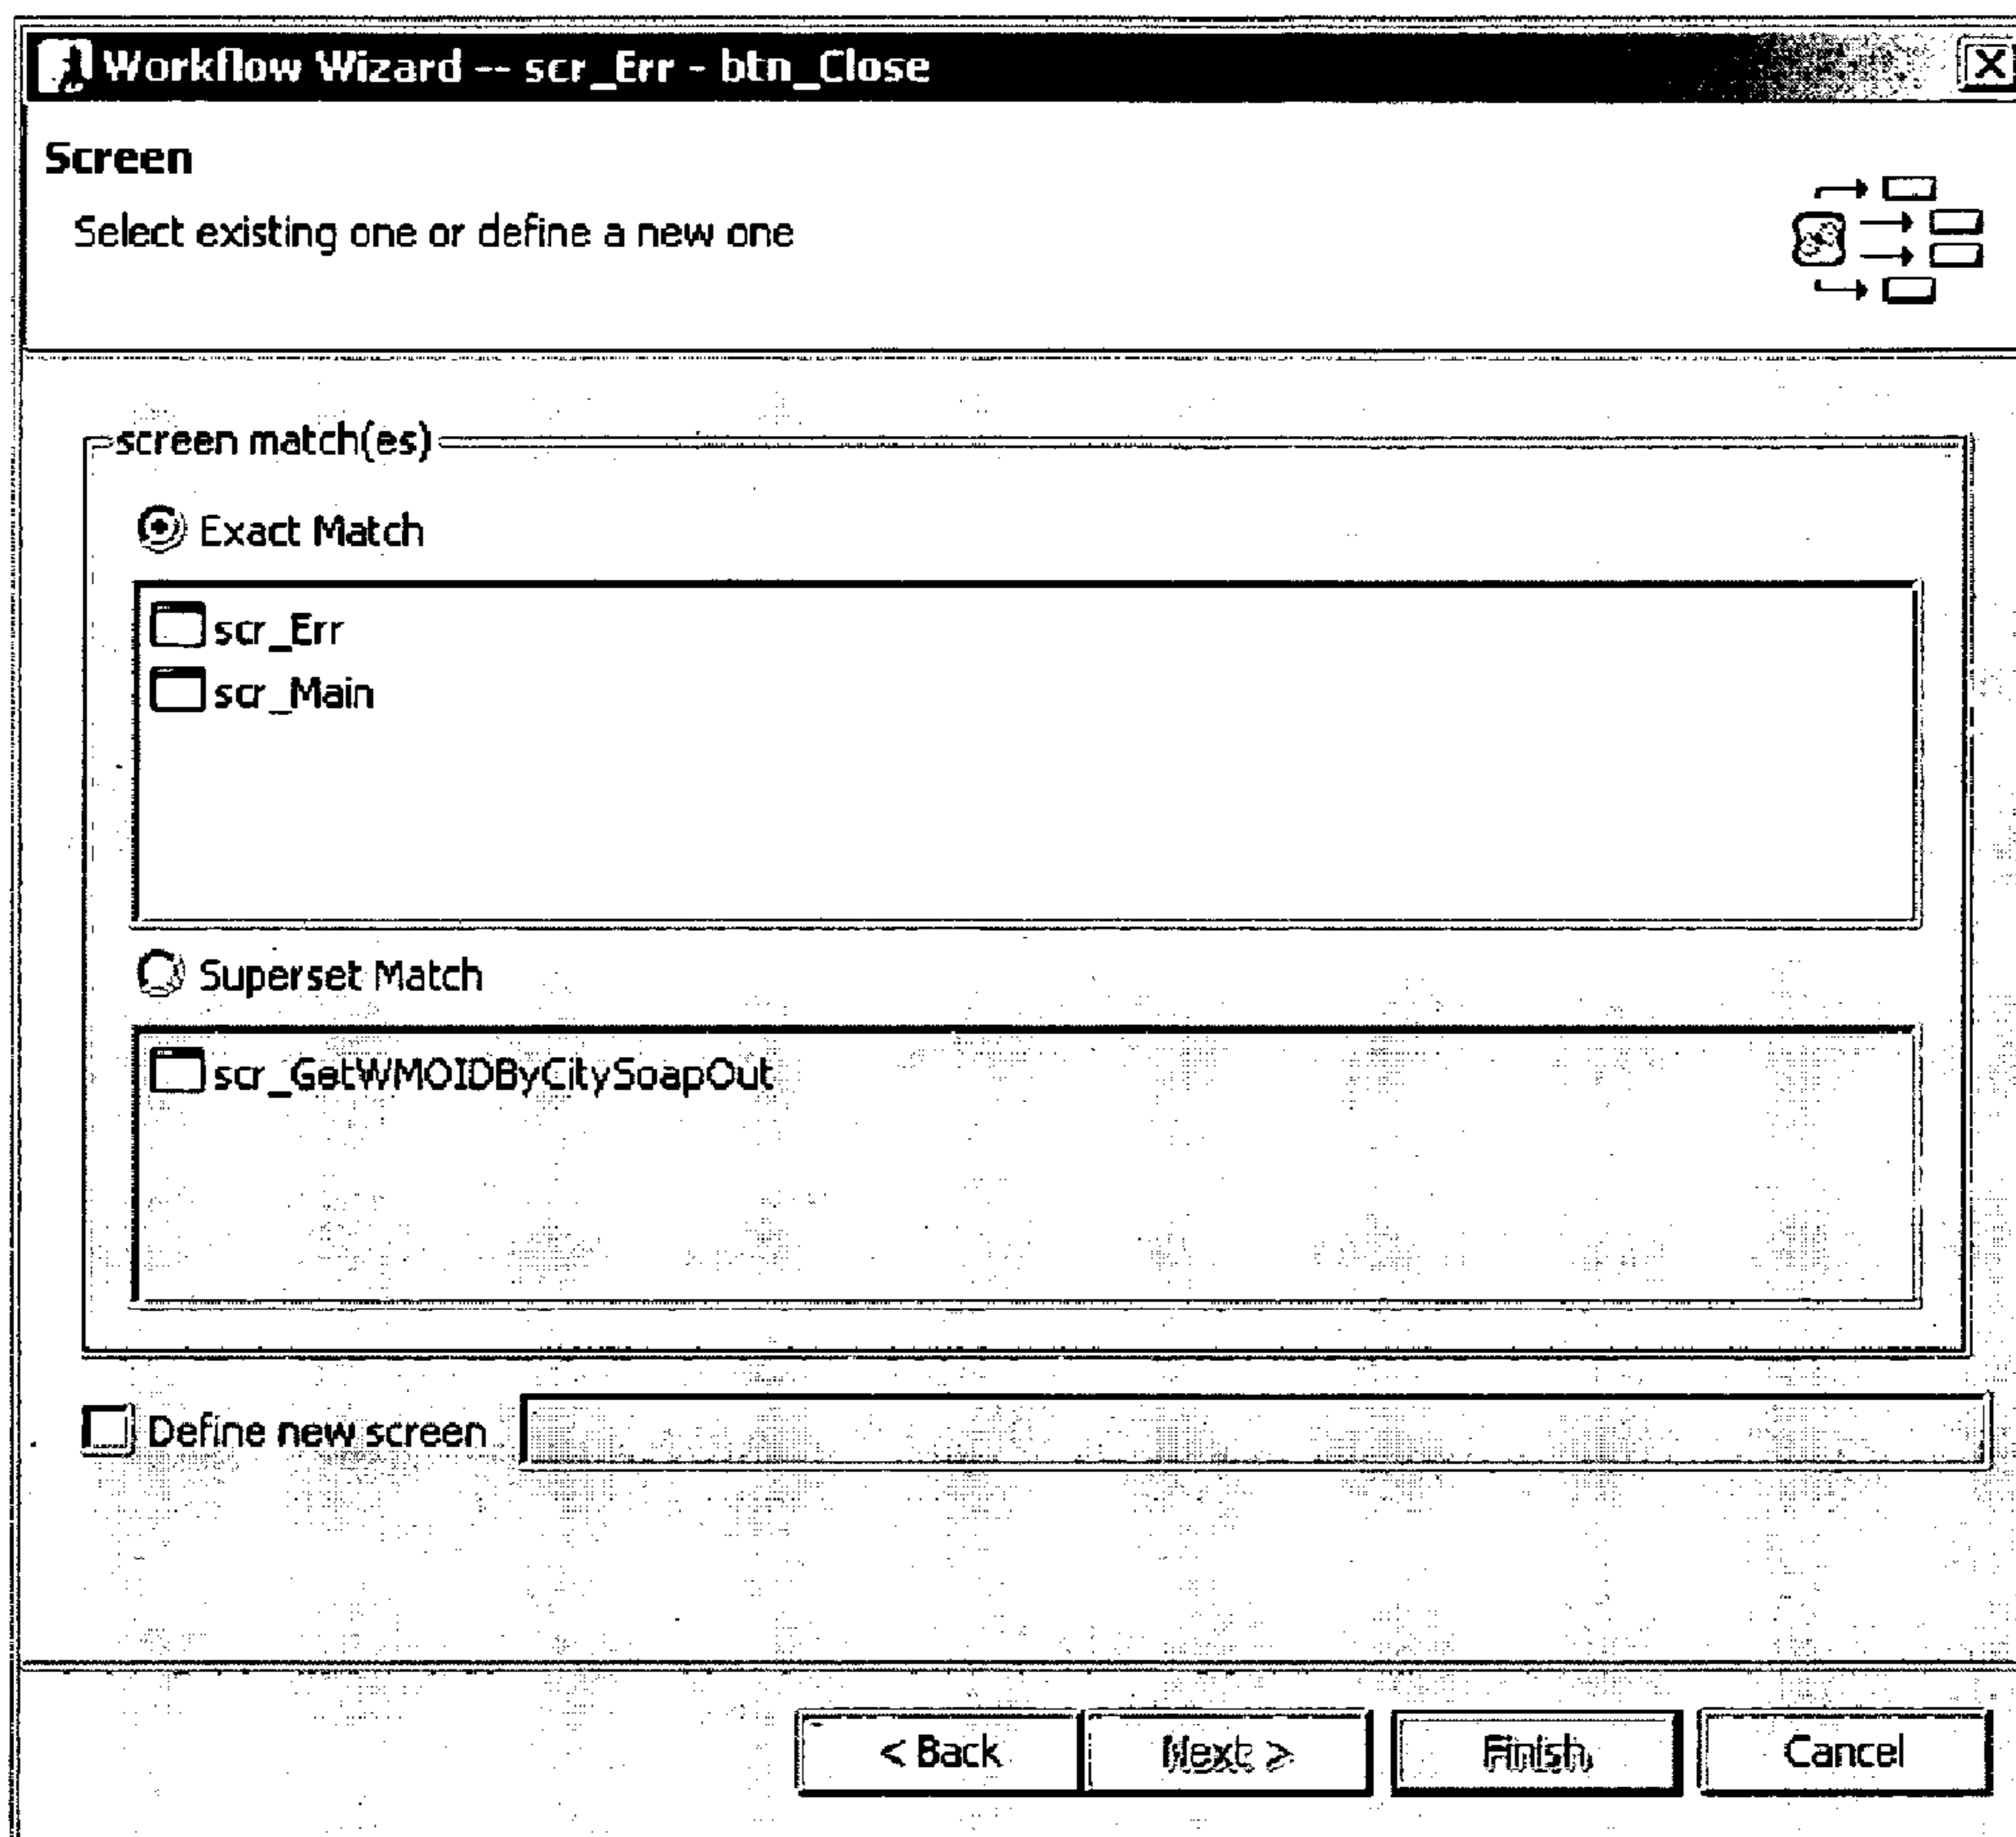 Workflow Wizard -- scr_Err - btn_Close
Screen
Select existing one or define a new one
screen match(es)
Exact Match
scr_Err
scr_Main
Superset Match
scr_GetWMOIDByCitySoapOut
Define new screen
< Back Next > Finish Cancel